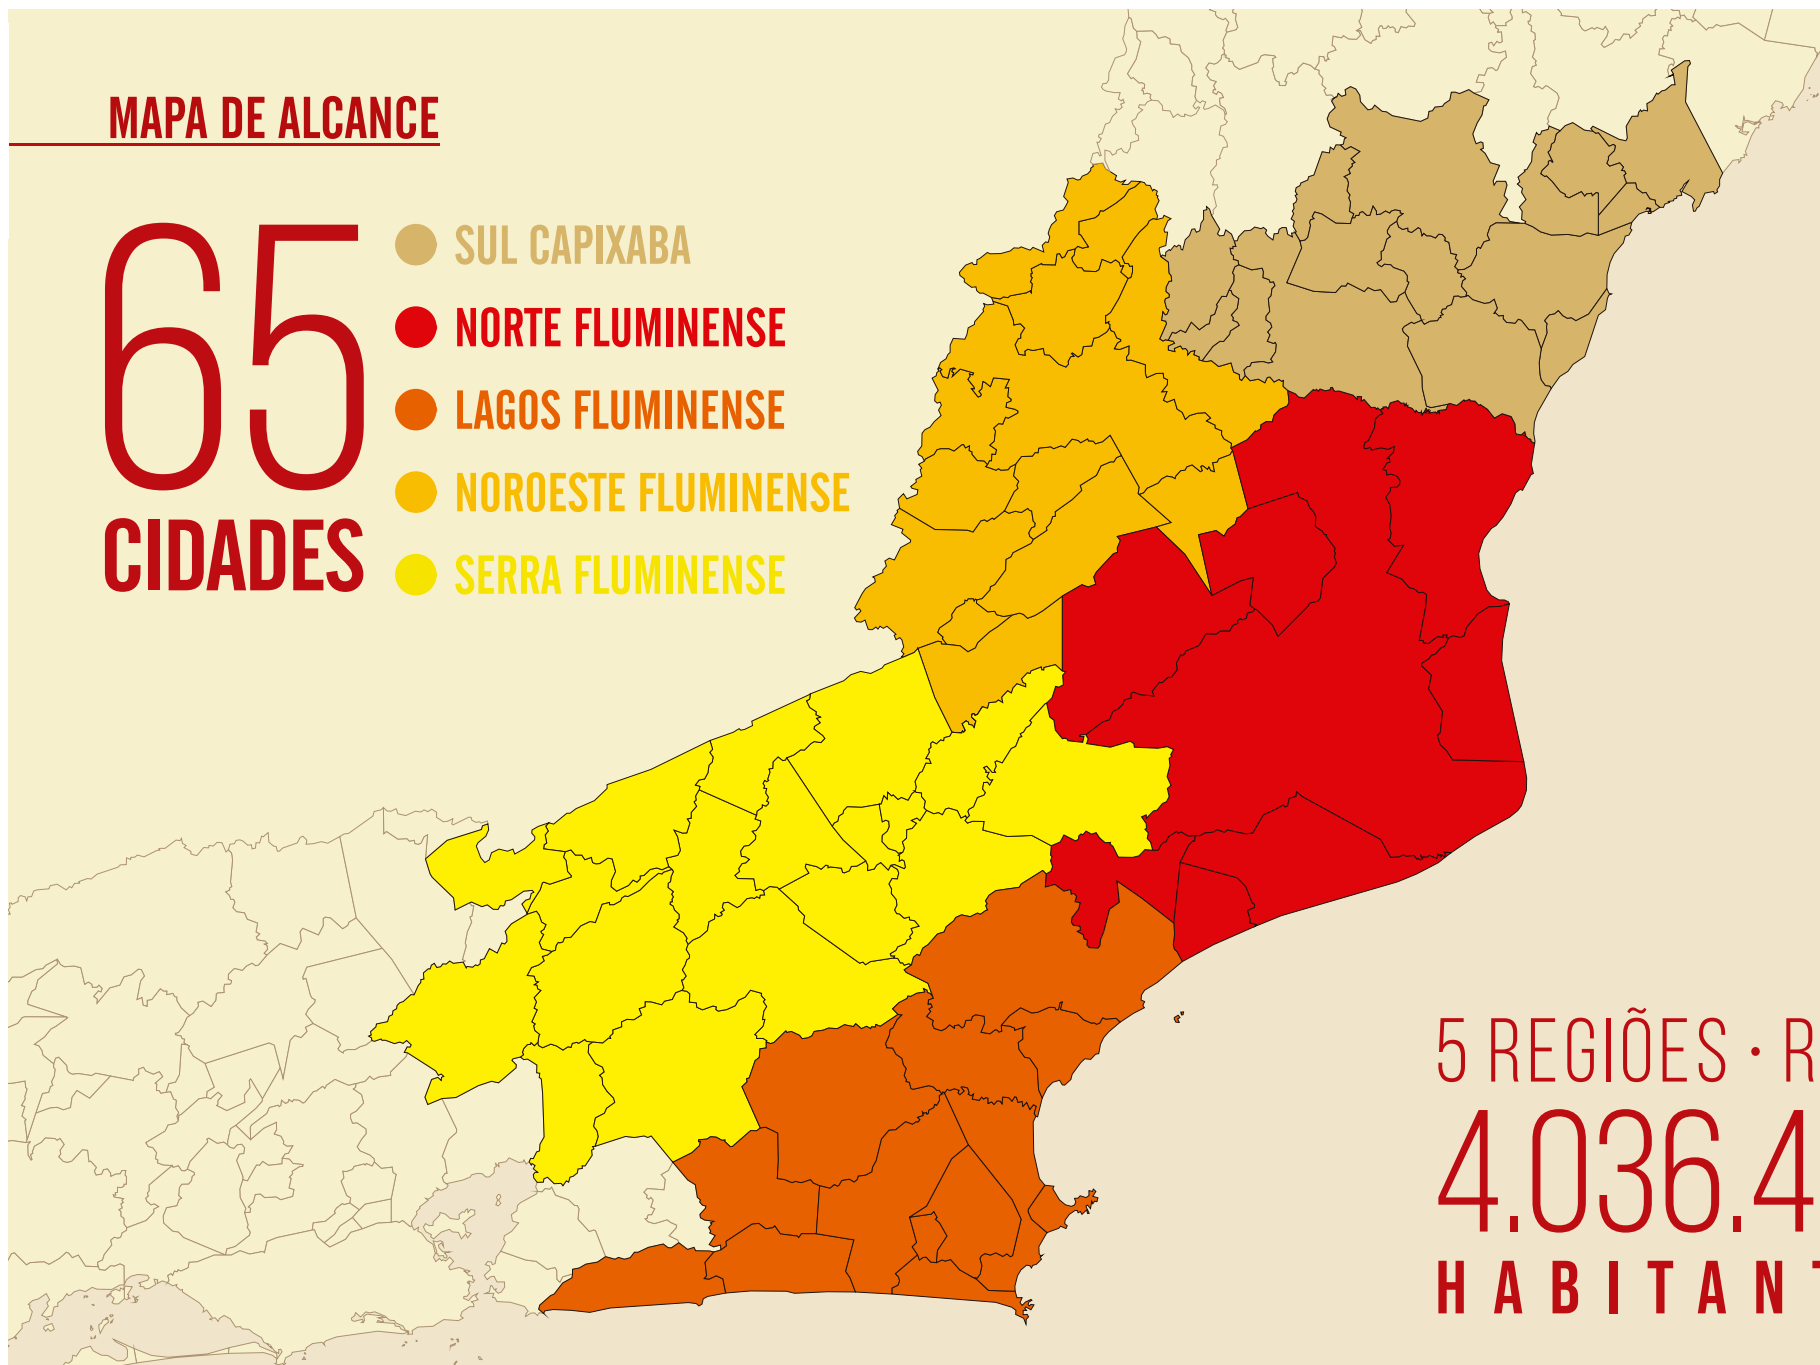 MAPA DE ALCANCE
65
CIDADES
SUL CAPIXABA
NORTE FLUMINENSE
LAGOS FLUMINENSE
NOROESTE FLUMINENSE
SERRA FLUMINENSE
5 REGIÕES · R
4.036.4
HABITANT